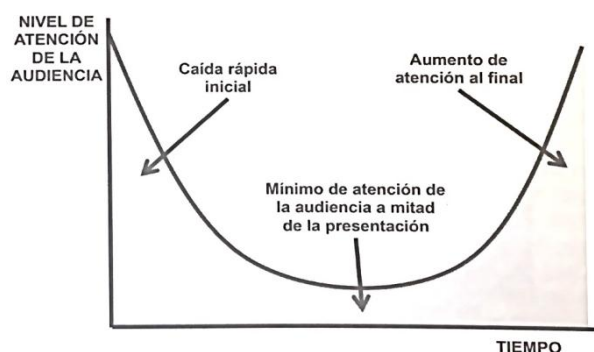 NIVEL DE
ATENCIÓN
DE LA
AUDIENCIA
Caída rápida
inicial
Aumento de
atención al final
Mínimo de atención de
la audiencia a mitad
de la presentación
TIEMPO